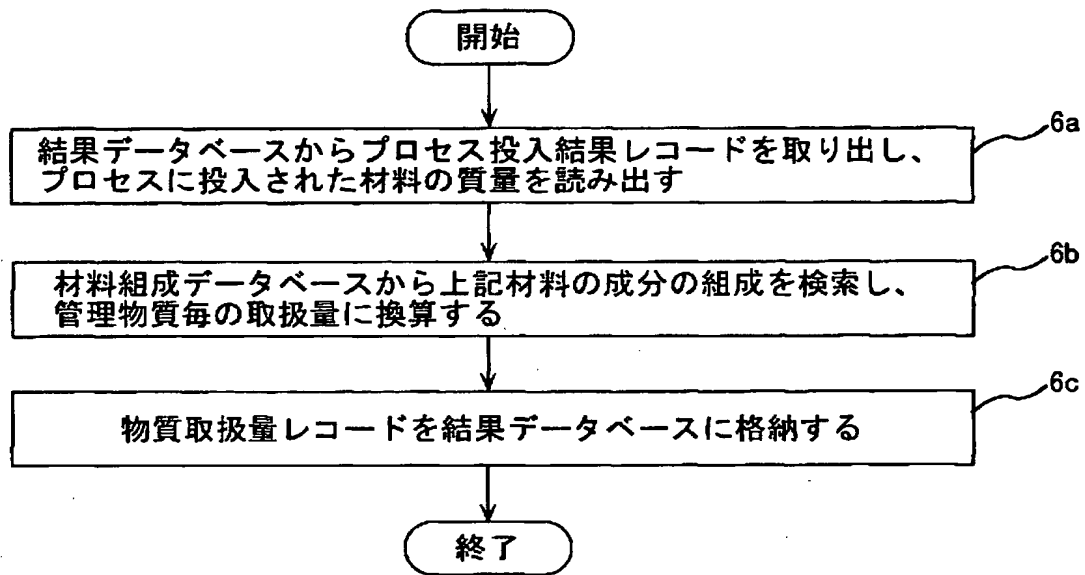 開始
6a
結果データベースからプロセス投入結果レコードを取り出し、
プロセスに投入された材料の質量を読み出す
6b
材料組成データベースから上記材料の成分の組成を検索し、
管理物質毎の取扱量に換算する
6c
物質取扱量レコードを結果データベースに格納する
終了